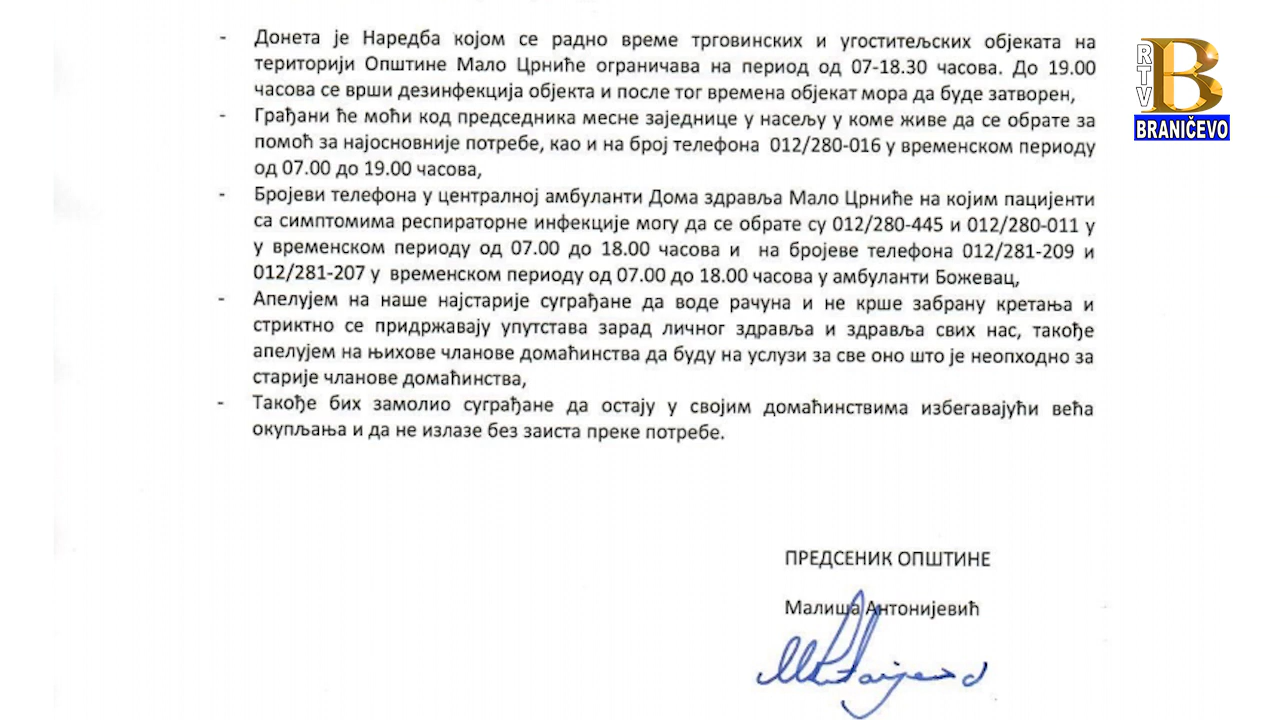 - Донета је Наредба којом се радно време трговинских и угоститељских објеката на
територији Општине Мало Црниће ограничава на период од 07-18.30 часова. До 19.00
часова се врши дезинфекција објекта и после тог времена објекат мора да буде затворен,
- Грађани ће моћи код председника месне заједнице у насељу у коме живе да се обрате за
помоћ за најосновније потребе, као и на број телефона 012/280-016 у временском периоду
од 07.00 до 19.00 часова,
- Бројеви телефона у централној амбуланти Дома здравља Мало Црниће на којим пацијенти
са симптомима респираторне инфекције могу да се обрате су 012/280-445 и 012/280-011 у
у временском периоду од 07.00 до 18.00 часова и на бројеве телефона 012/281-209 и
012/281-207 у временском периоду од 07.00 до 18.00 часова у амбуланти Божевац,
- Апелујем на наше најстарије суграђане да воде рачуна и не крше забрану кретања и
стриктно се придржавају упутстава зарад личног здравља и здравља свих нас, такође
апелујем на њихове чланове домаћинства да буду на услузи за све оно што је неопходно за
старије чланове домаћинства,
- Такође бих замолио суграђане да остају у својим домаћинствима избегавајући већа
окупљања и да не излазе без заиста преке потребе.
ПРЕДСЕНИК ОПШТИНЕ
Малиша Антонијевић
RTV B
BRANIČEVO